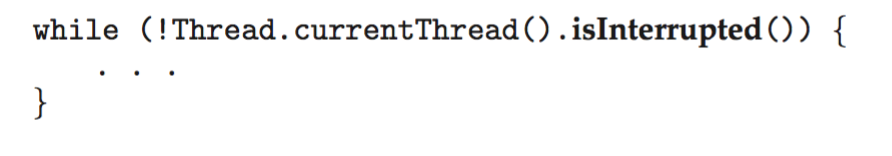 while (!Thread.currentThread().isInterrupted()) {
. . .
}